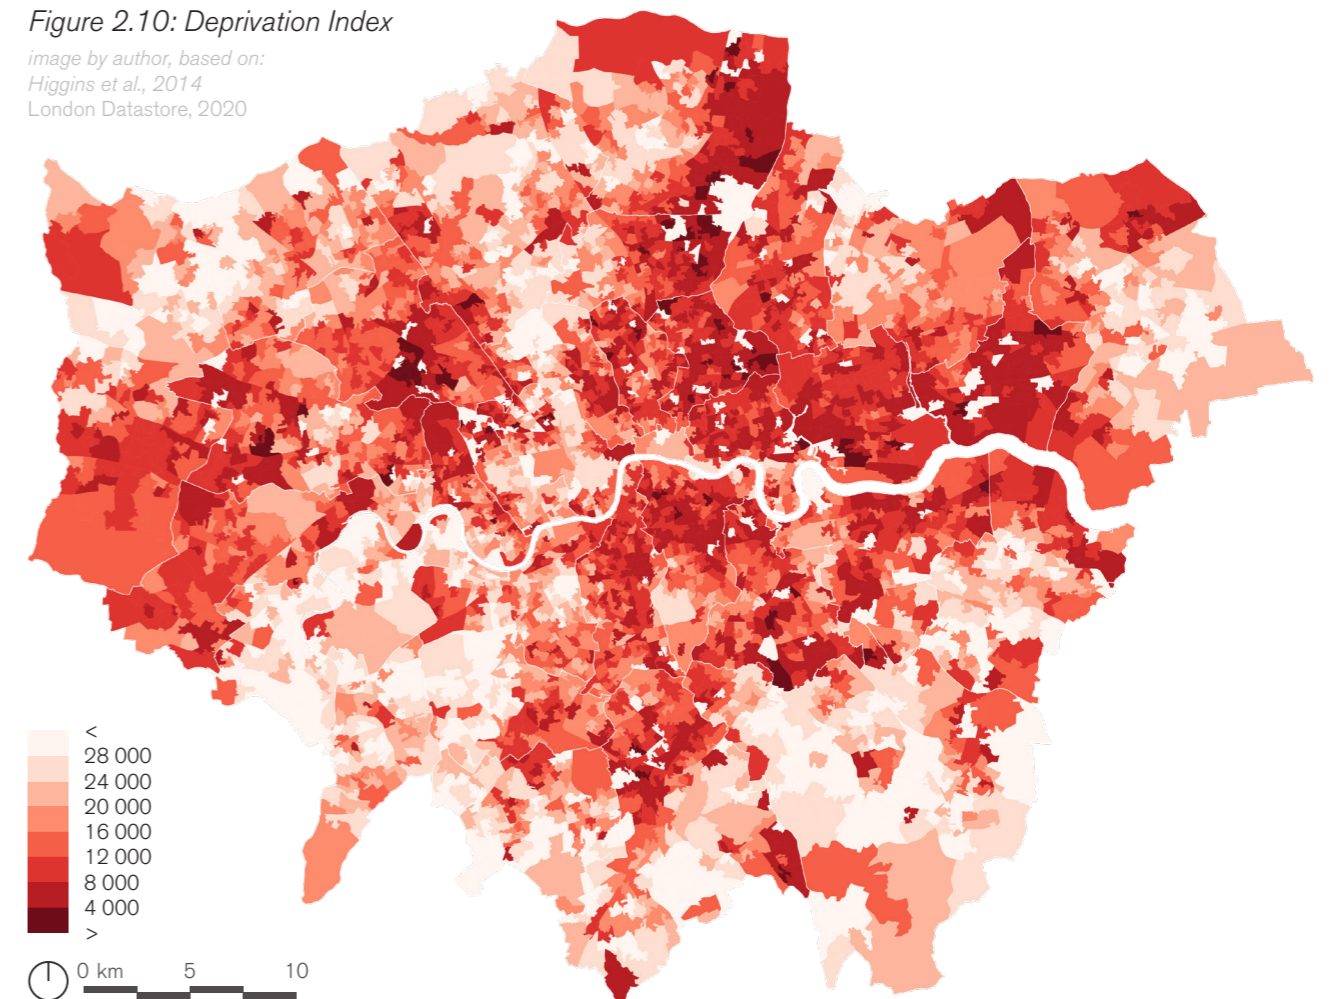 Figure 2.10: Deprivation Index
image by author, based on:
Higgins et al., 2014
London Datastore, 2020
<
28 000
24 000
20 000
16 000
12 000
8 000
4 000
>
0 km 5 10